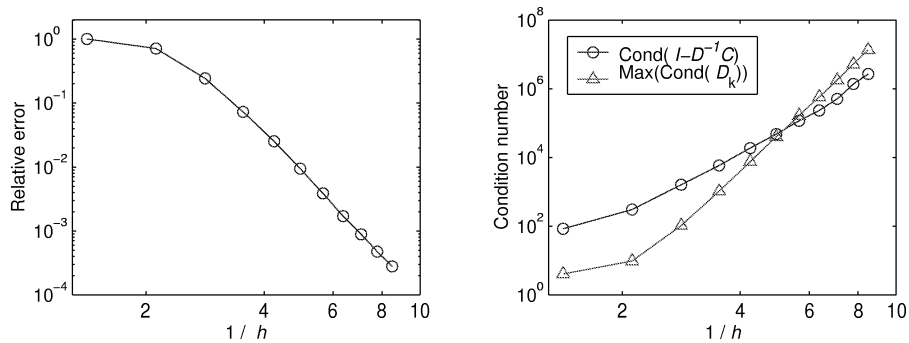 10^0
10^−1
10^−2
10^−3
10^−4
Relative error
2 4 6 8 10
1 / h
10^8
10^6
10^4
10^2
10^0
Condition number
Cond( I−D^−1C)
Max(Cond( D_k))
2 4 6 8 10
1 / h